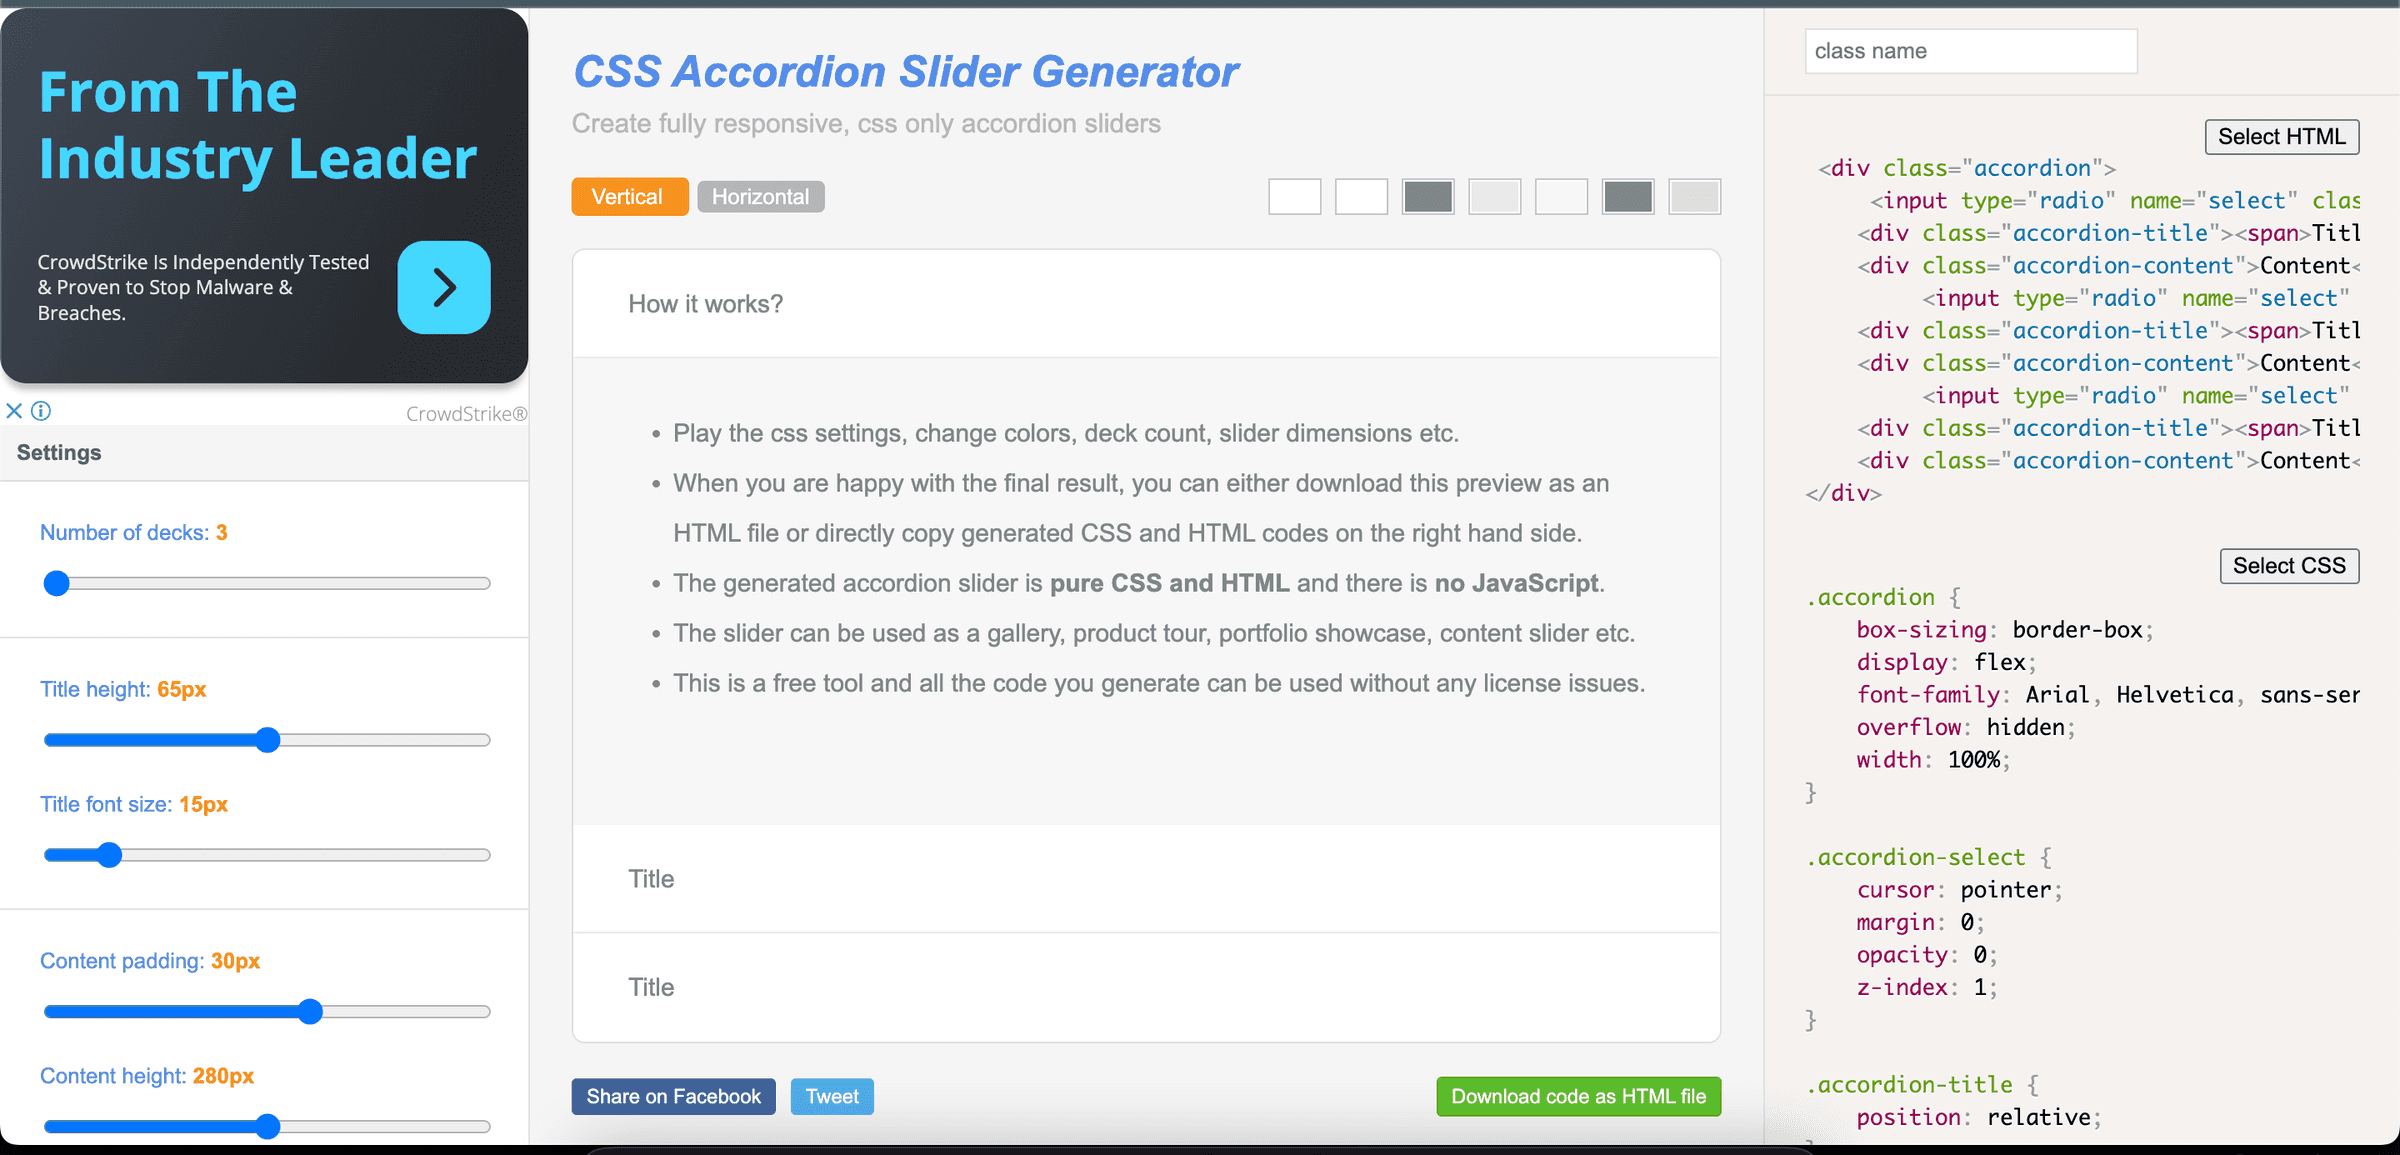 From The
Industry Leader
CrowdStrike Is Independently Tested
& Proven to Stop Malware &
Breaches.
CrowdStrike®
Settings
Number of decks: 3
Title height: 65px
Title font size: 15px
Content padding: 30px
Content height: 280px
CSS Accordion Slider Generator
Create fully responsive, css only accordion sliders
Vertical
Horizontal
How it works?
• Play the css settings, change colors, deck count, slider dimensions etc.
• When you are happy with the final result, you can either download this preview as an
HTML file or directly copy generated CSS and HTML codes on the right hand side.
• The generated accordion slider is pure CSS and HTML and there is no JavaScript.
• The slider can be used as a gallery, product tour, portfolio showcase, content slider etc.
• This is a free tool and all the code you generate can be used without any license issues.
Title
Title
Share on Facebook
Tweet
Download code as HTML file
class name
Select HTML
<div class="accordion">
<input type="radio" name="select" clas
<div class="accordion-title"><span>Titl
<div class="accordion-content">Content<
<input type="radio" name="select"
<div class="accordion-title"><span>Titl
<div class="accordion-content">Content<
<input type="radio" name="select"
<div class="accordion-title"><span>Titl
<div class="accordion-content">Content<
</div>
Select CSS
.accordion {
box-sizing: border-box;
display: flex;
font-family: Arial, Helvetica, sans-ser
overflow: hidden;
width: 100%;
}
.accordion-select {
cursor: pointer;
margin: 0;
opacity: 0;
z-index: 1;
}
.accordion-title {
position: relative;